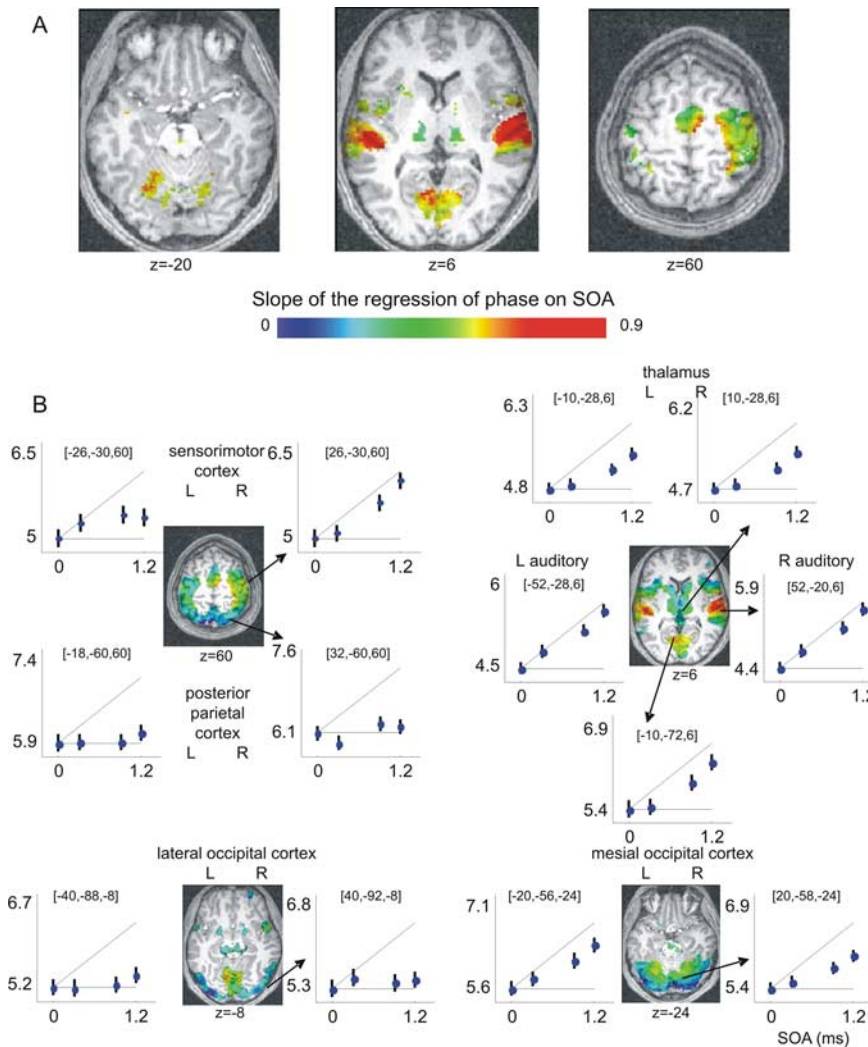 A
z=-20
z=6
z=60
Slope of the regression of phase on SOA
0
0.9
B
thalamus
L R
6.3
[-10,-28,6]
4.8
0
1.2
6.2
[10,-28,6]
4.7
0
1.2
6.5
[-26,-30,60]
5
0
1.2
sensorimotor
cortex
L R
6.5
[26,-30,60]
5
0
1.2
z=60
L auditory
6
[-52,-28,6]
4.5
0
1.2
z=6
R auditory
5.9
[52,-20,6]
4.4
0
1.2
7.4
[-18,-60,60]
5.9
0
1.2
posterior
parietal
cortex
L R
7.6
[32,-60,60]
6.1
0
1.2
6.9
[-10,-72,6]
5.4
0
1.2
lateral occipital cortex
L R
6.7
[-40,-88,-8]
5.2
0
1.2
z=-8
6.8
[40,-92,-8]
5.3
0
1.2
mesial occipital cortex
L R
7.1
[-20,-56,-24]
5.6
0
1.2
z=-24
6.9
[20,-58,-24]
5.4
0
1.2
SOA (ms)